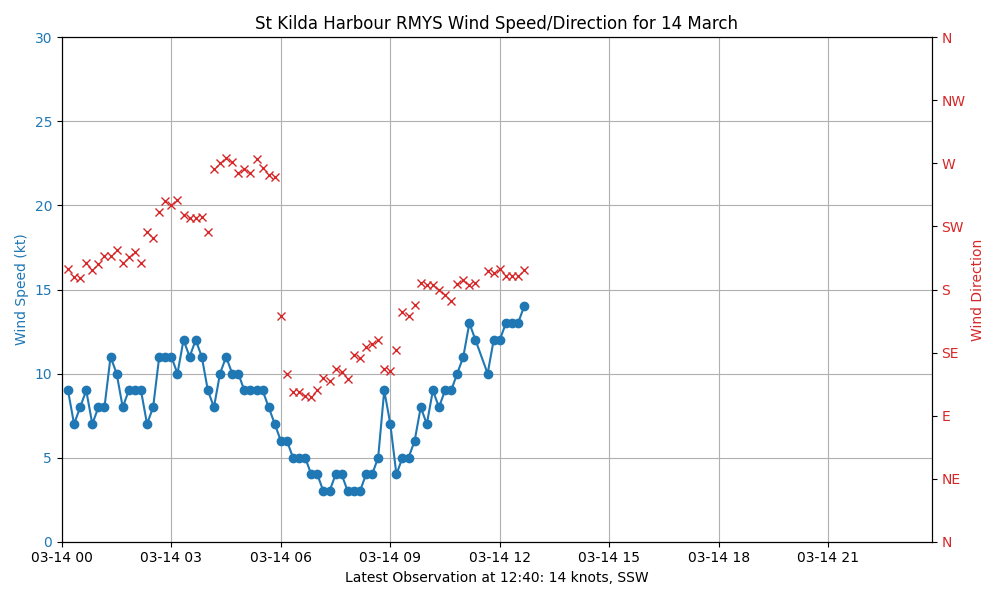 St Kilda Harbour RMYS Wind Speed/Direction for 14 March
30
25
20
15
10
5
0
Wind Speed (kt)
N
NW
W
SW
S
SE
E
NE
N
Wind Direction
03-14 00 03-14 03 03-14 06 03-14 09 03-14 12 03-14 15 03-14 18 03-14 21
Latest Observation at 12:40: 14 knots, SSW